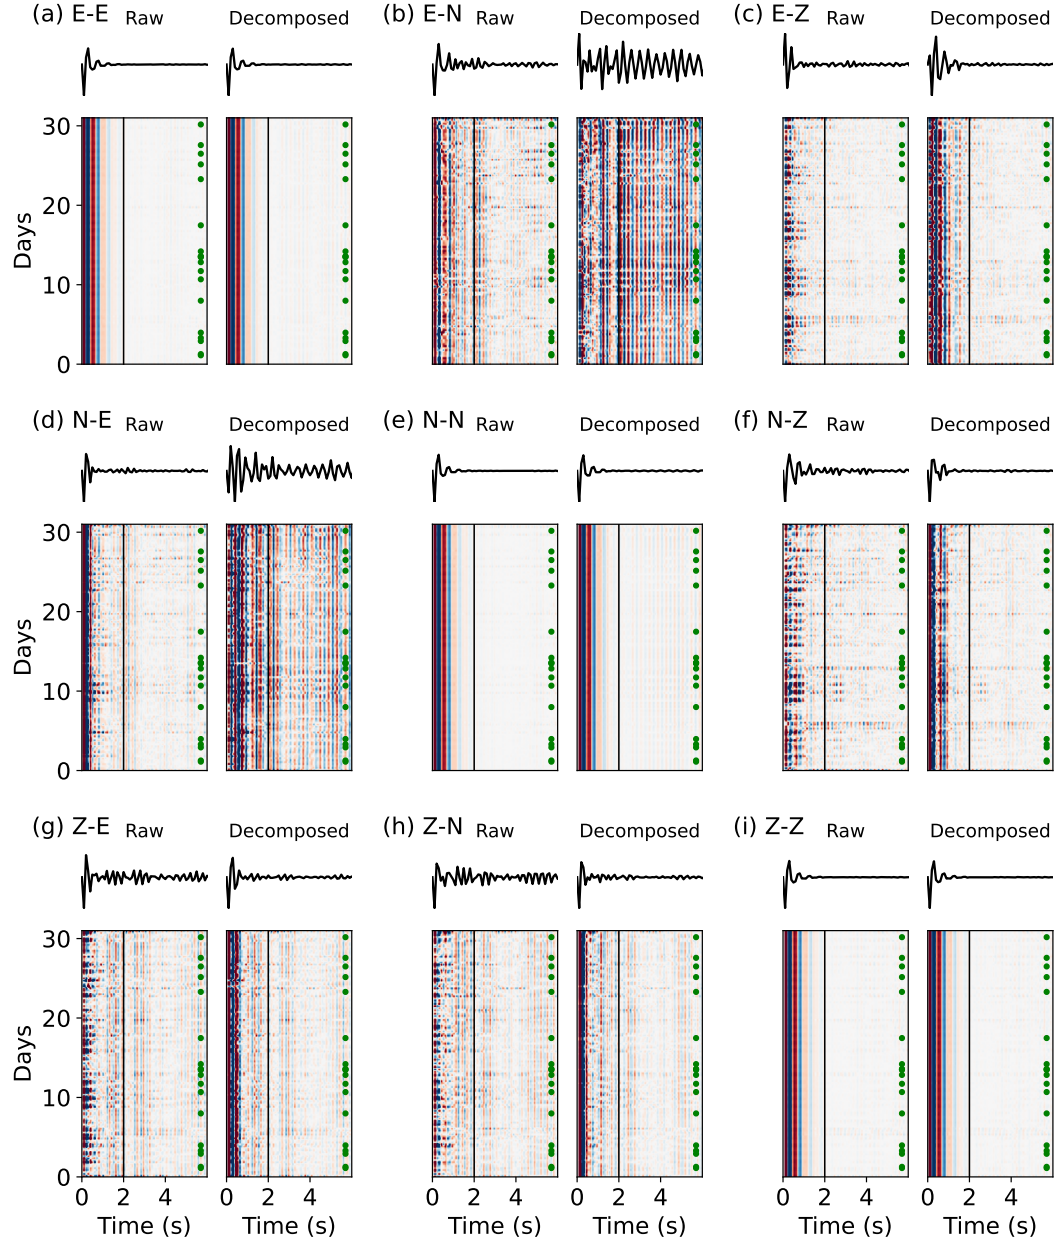 (a) E-E Raw Decomposed (b) E-N Raw Decomposed (c) E-Z Raw Decomposed
30
20
10
0
Days
(d) N-E Raw Decomposed (e) N-N Raw Decomposed (f) N-Z Raw Decomposed
30
20
10
0
Days
(g) Z-E Raw Decomposed (h) Z-N Raw Decomposed (i) Z-Z Raw Decomposed
30
20
10
0
Days
0 2 4 0 2 4 0 2 4 0 2 4 0 2 4 0 2 4
Time (s) Time (s) Time (s) Time (s) Time (s) Time (s)